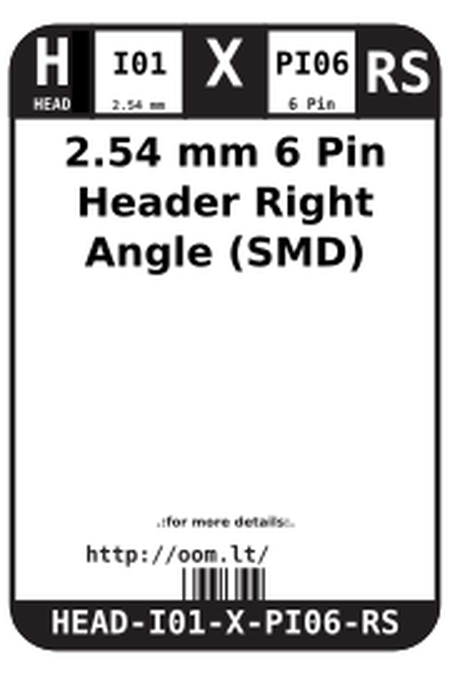 H I01 X PI06 RS
HEAD 2.54 mm 6 Pin
2.54 mm 6 Pin
Header Right
Angle (SMD)
.:for more details:.
http://oom.lt/
HEAD-I01-X-PI06-RS